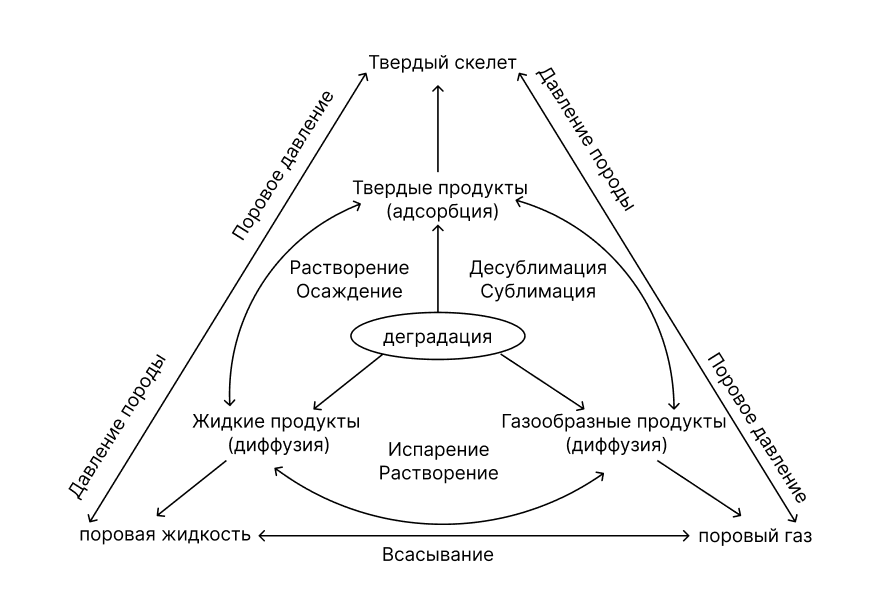 Твердый скелет
Поровое давление
Давление породы
Твердые продукты
(адсорбция)
Растворение
Осаждение
Десублимация
Сублимация
деградация
Давление породы
Поровое давление
Жидкие продукты
(диффузия)
Газообразные продукты
(диффузия)
Испарение
Растворение
поровая жидкость
поровый газ
Всасывание